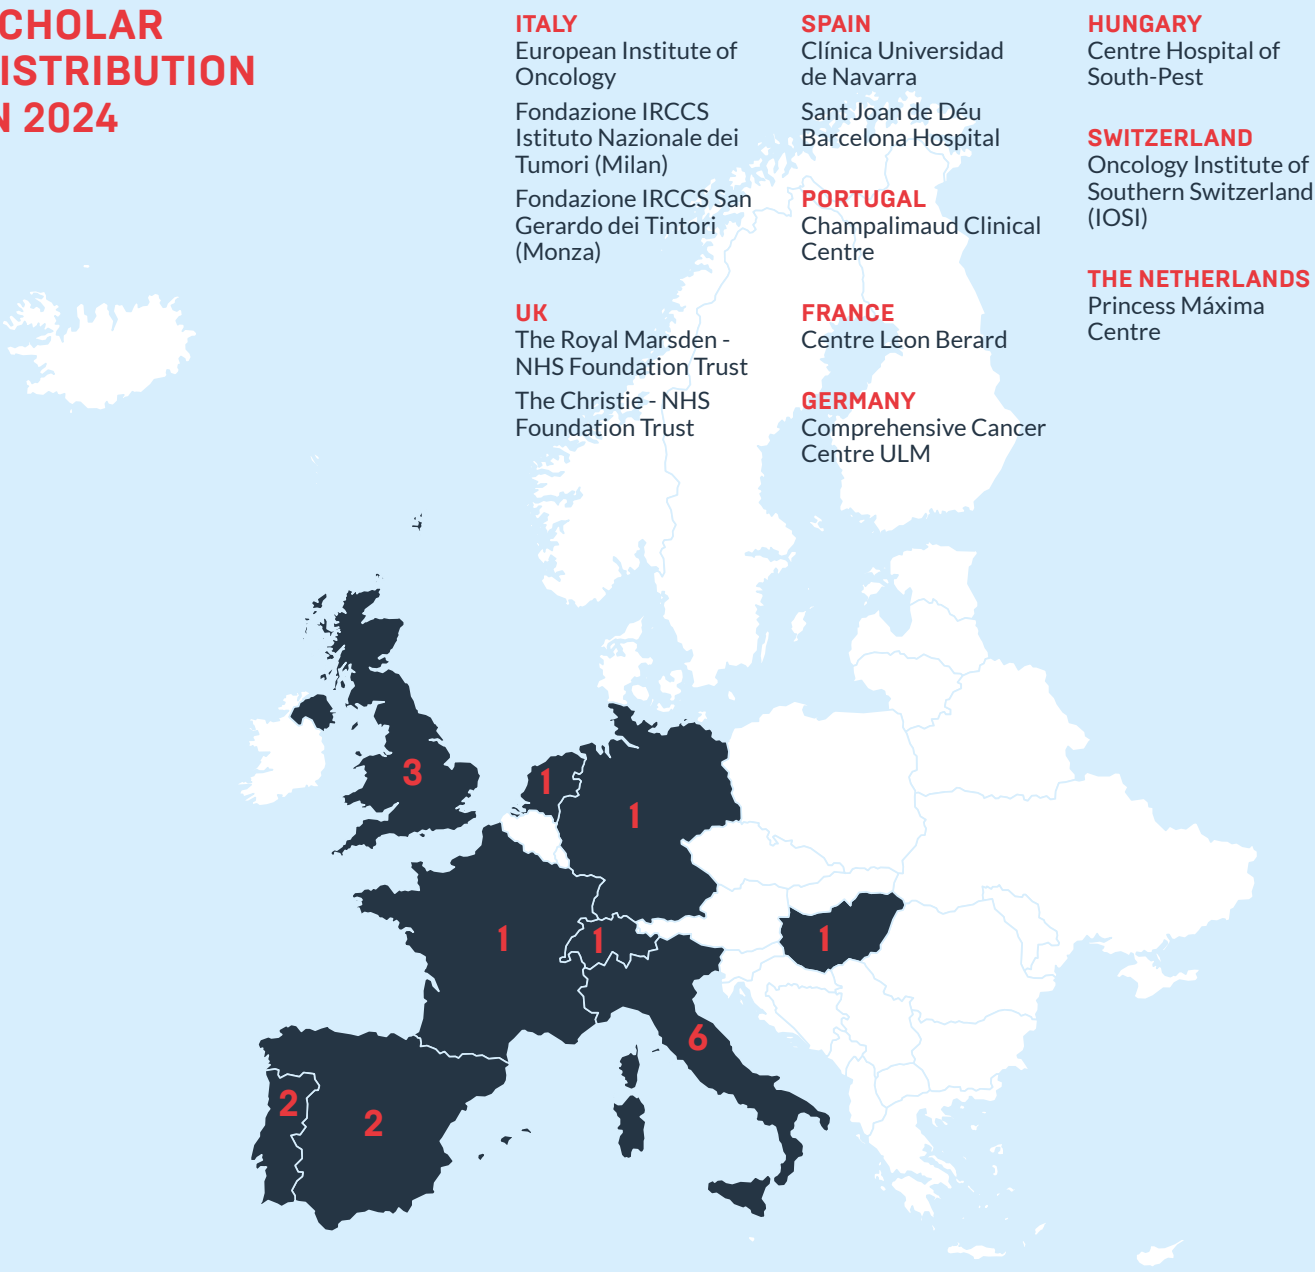 CHOLAR
ISTRIBUTION
N 2024
ITALY
European Institute of
Oncology
Fondazione IRCCS
Istituto Nazionale dei
Tumori (Milan)
Fondazione IRCCS San
Gerardo dei Tintori
(Monza)
UK
The Royal Marsden -
NHS Foundation Trust
The Christie - NHS
Foundation Trust
SPAIN
Clínica Universidad
de Navarra
Sant Joan de Déu
Barcelona Hospital
PORTUGAL
Champalimaud Clinical
Centre
FRANCE
Centre Leon Berard
GERMANY
Comprehensive Cancer
Centre ULM
HUNGARY
Centre Hospital of
South-Pest
SWITZERLAND
Oncology Institute of
Southern Switzerland
(IOSI)
THE NETHERLANDS
Princess Máxima
Centre
3
1
1
1
1
1
6
2
2